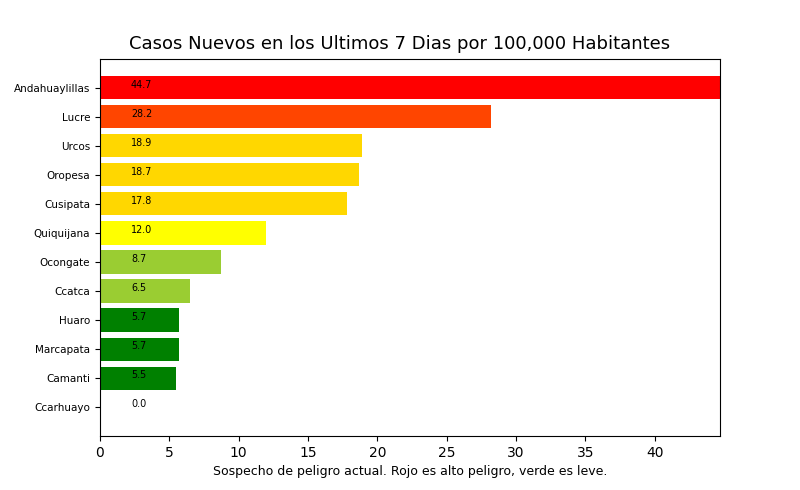 Casos Nuevos en los Ultimos 7 Dias por 100,000 Habitantes
Andahuaylillas 44.7
Lucre 28.2
Urcos 18.9
Oropesa 18.7
Cusipata 17.8
Quiquijana 12.0
Ocongate 8.7
Ccatca 6.5
Huaro 5.7
Marcapata 5.7
Camanti 5.5
Ccarhuayo 0.0
0 5 10 15 20 25 30 35 40
Sospecho de peligro actual. Rojo es alto peligro, verde es leve.